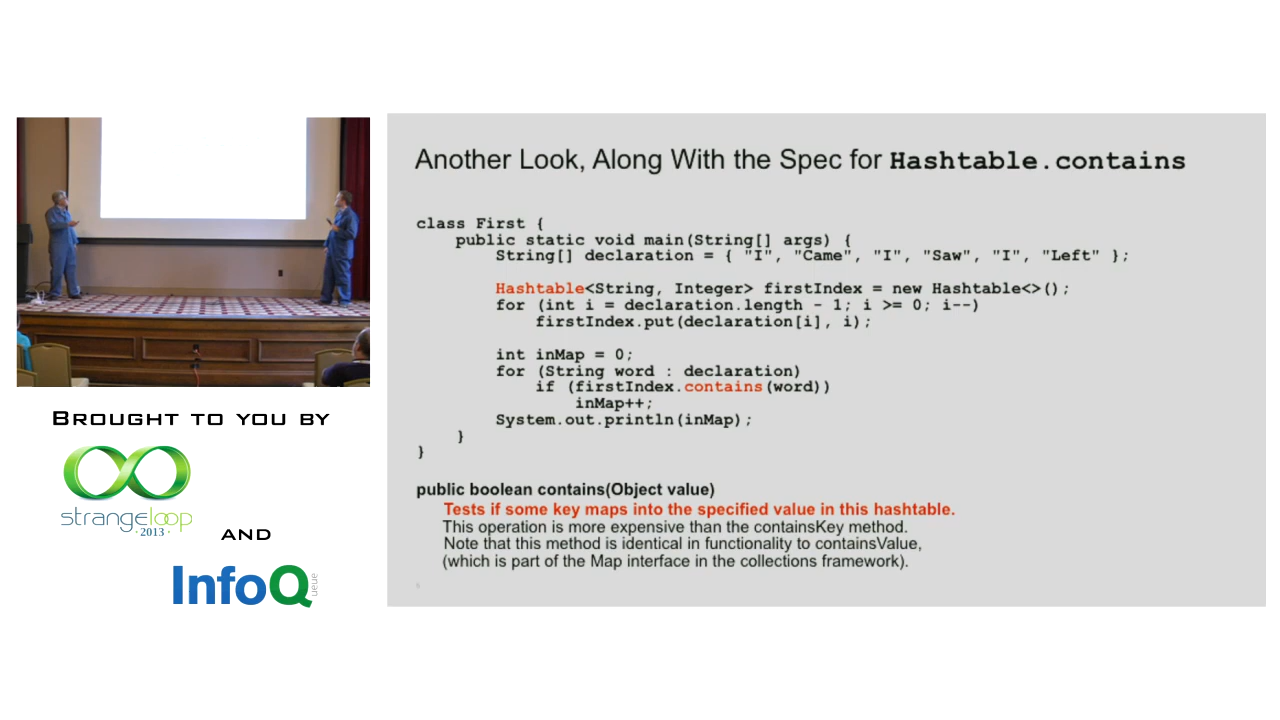 Another Look, Along With the Spec for Hashtable.contains
class First {
public static void main(String[] args) {
String[] declaration = { "I", "Came", "I", "Saw", "I", "Left" };
Hashtable<String, Integer> firstIndex = new Hashtable<>();
for (int i = declaration.length - 1; i >= 0; i--)
firstIndex.put(declaration[i], i);
int inMap = 0;
for (String word : declaration)
if (firstIndex.contains(word))
inMap++;
System.out.println(inMap);
}
}
public boolean contains(Object value)
Tests if some key maps into the specified value in this hashtable.
This operation is more expensive than the containsKey method.
Note that this method is identical in functionality to containsValue,
(which is part of the Map interface in the collections framework).
BROUGHT TO YOU BY
strangeloop
·2013·
AND
InfoQ
ueue